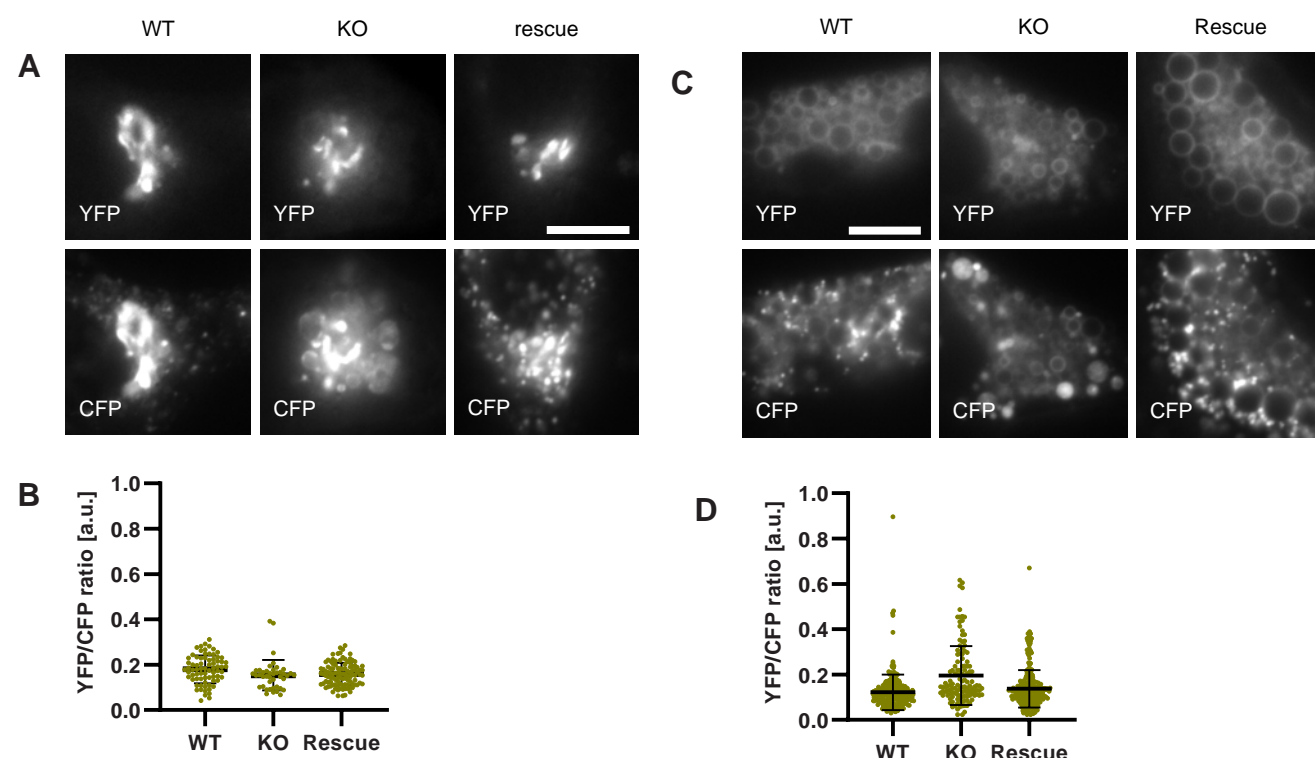 WT KO rescue
A
YFP YFP YFP
CFP CFP CFP
B
YFP/CFP ratio [a.u.]
1.0
0.8
0.6
0.4
0.2
0.0
WT KO Rescue
WT KO Rescue
C
YFP YFP YFP
CFP CFP CFP
D
YFP/CFP ratio [a.u.]
1.0
0.8
0.6
0.4
0.2
0.0
WT KO Rescue